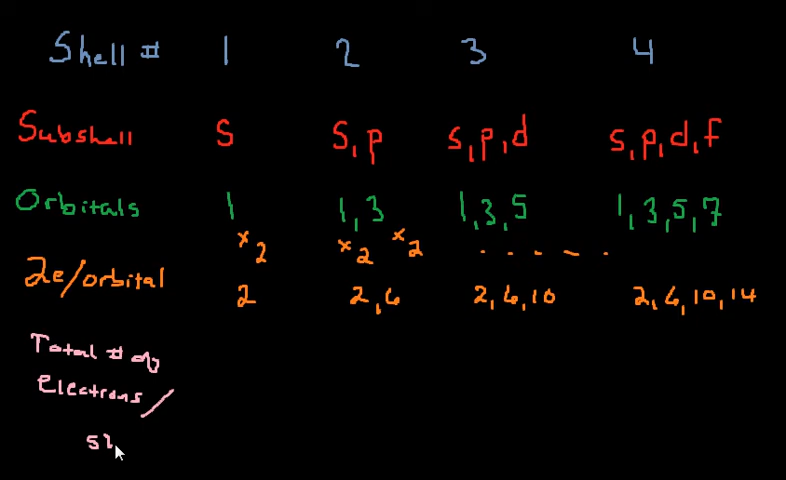 Shell # 1 2 3 4
Subshell s s,p s,p,d s,p,d,f
Orbitals 1 1,3 1,3,5 1,3,5,7
x2 x2 x2 . . . - .
2e/orbital 2 2,6 2,6,10 2,6,10,14
Total # of
Electrons/